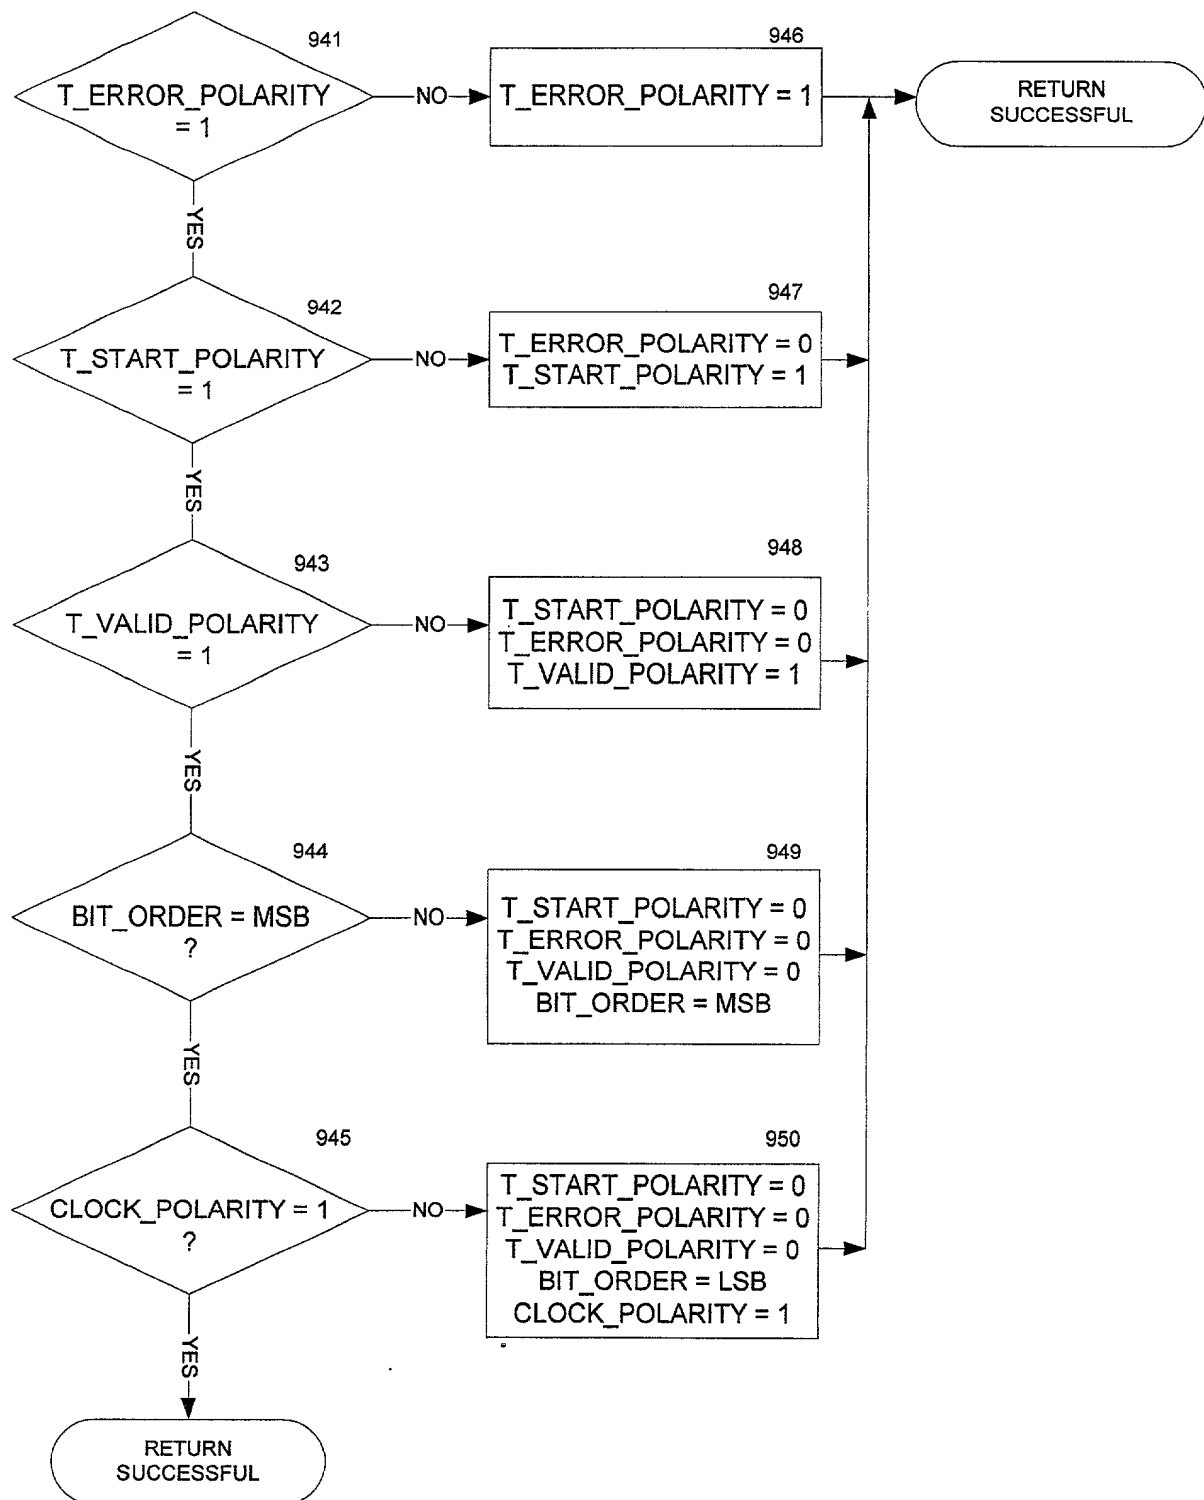 941
T_ERROR_POLARITY
= 1
NO
946
T_ERROR_POLARITY = 1
RETURN
SUCCESSFUL
YES
942
T_START_POLARITY
= 1
NO
947
T_ERROR_POLARITY = 0
T_START_POLARITY = 1
YES
943
T_VALID_POLARITY
= 1
NO
948
T_START_POLARITY = 0
T_ERROR_POLARITY = 0
T_VALID_POLARITY = 1
YES
944
BIT_ORDER = MSB
?
NO
949
T_START_POLARITY = 0
T_ERROR_POLARITY = 0
T_VALID_POLARITY = 0
BIT_ORDER = MSB
YES
945
CLOCK_POLARITY = 1
?
NO
950
T_START_POLARITY = 0
T_ERROR_POLARITY = 0
T_VALID_POLARITY = 0
BIT_ORDER = LSB
CLOCK_POLARITY = 1
YES
RETURN
SUCCESSFUL